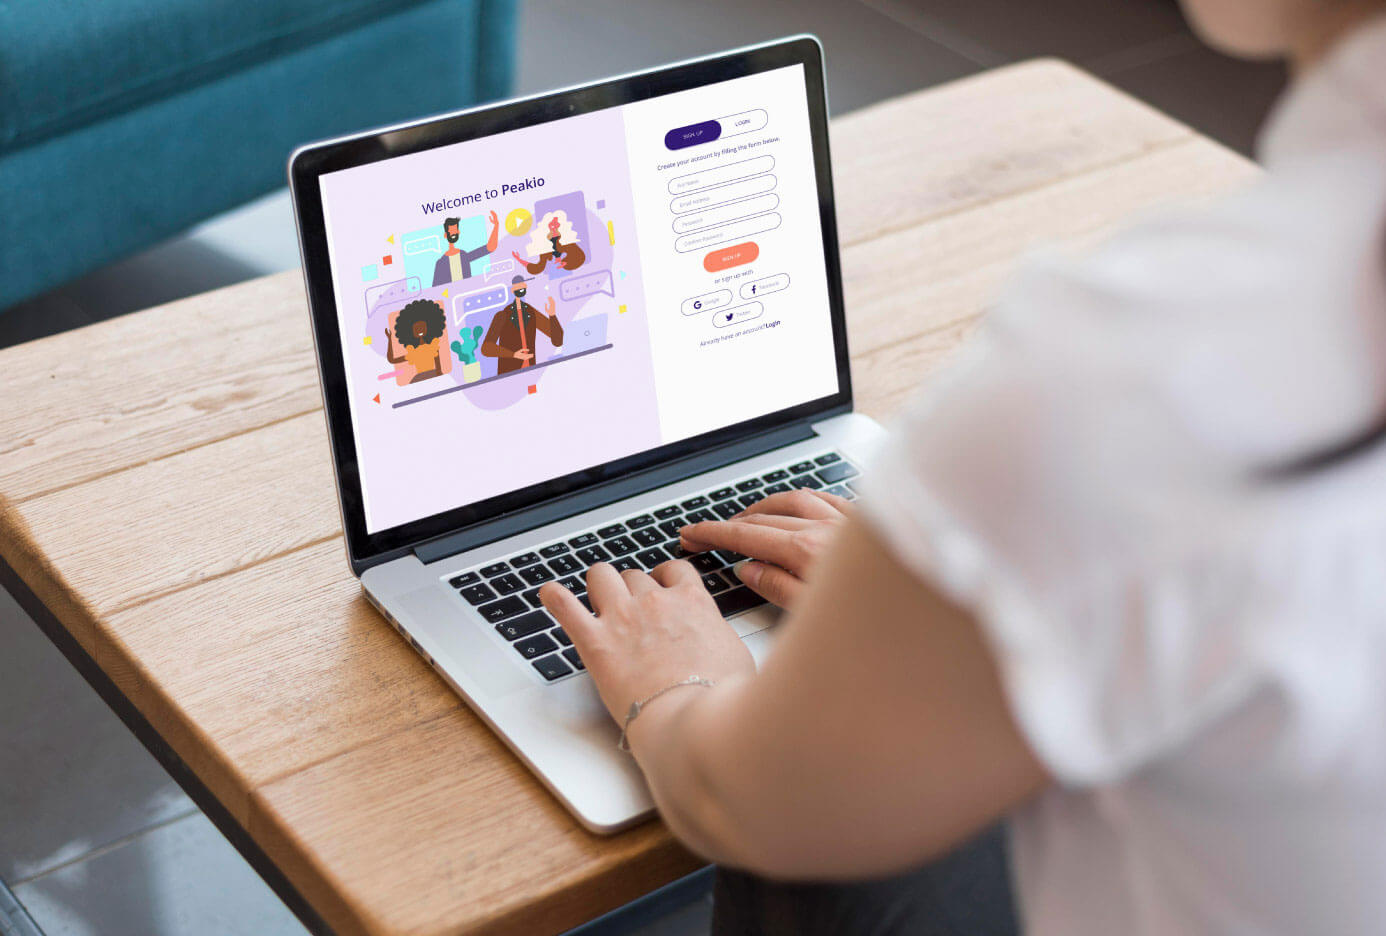 Welcome to Peakio
SIGN UP
LOGIN
Create your account by filling the form below.
Full Name
Email Address
Password
Confirm Password
SIGN UP
or sign up with
Google
Facebook
Twitter
Already have an account? Login